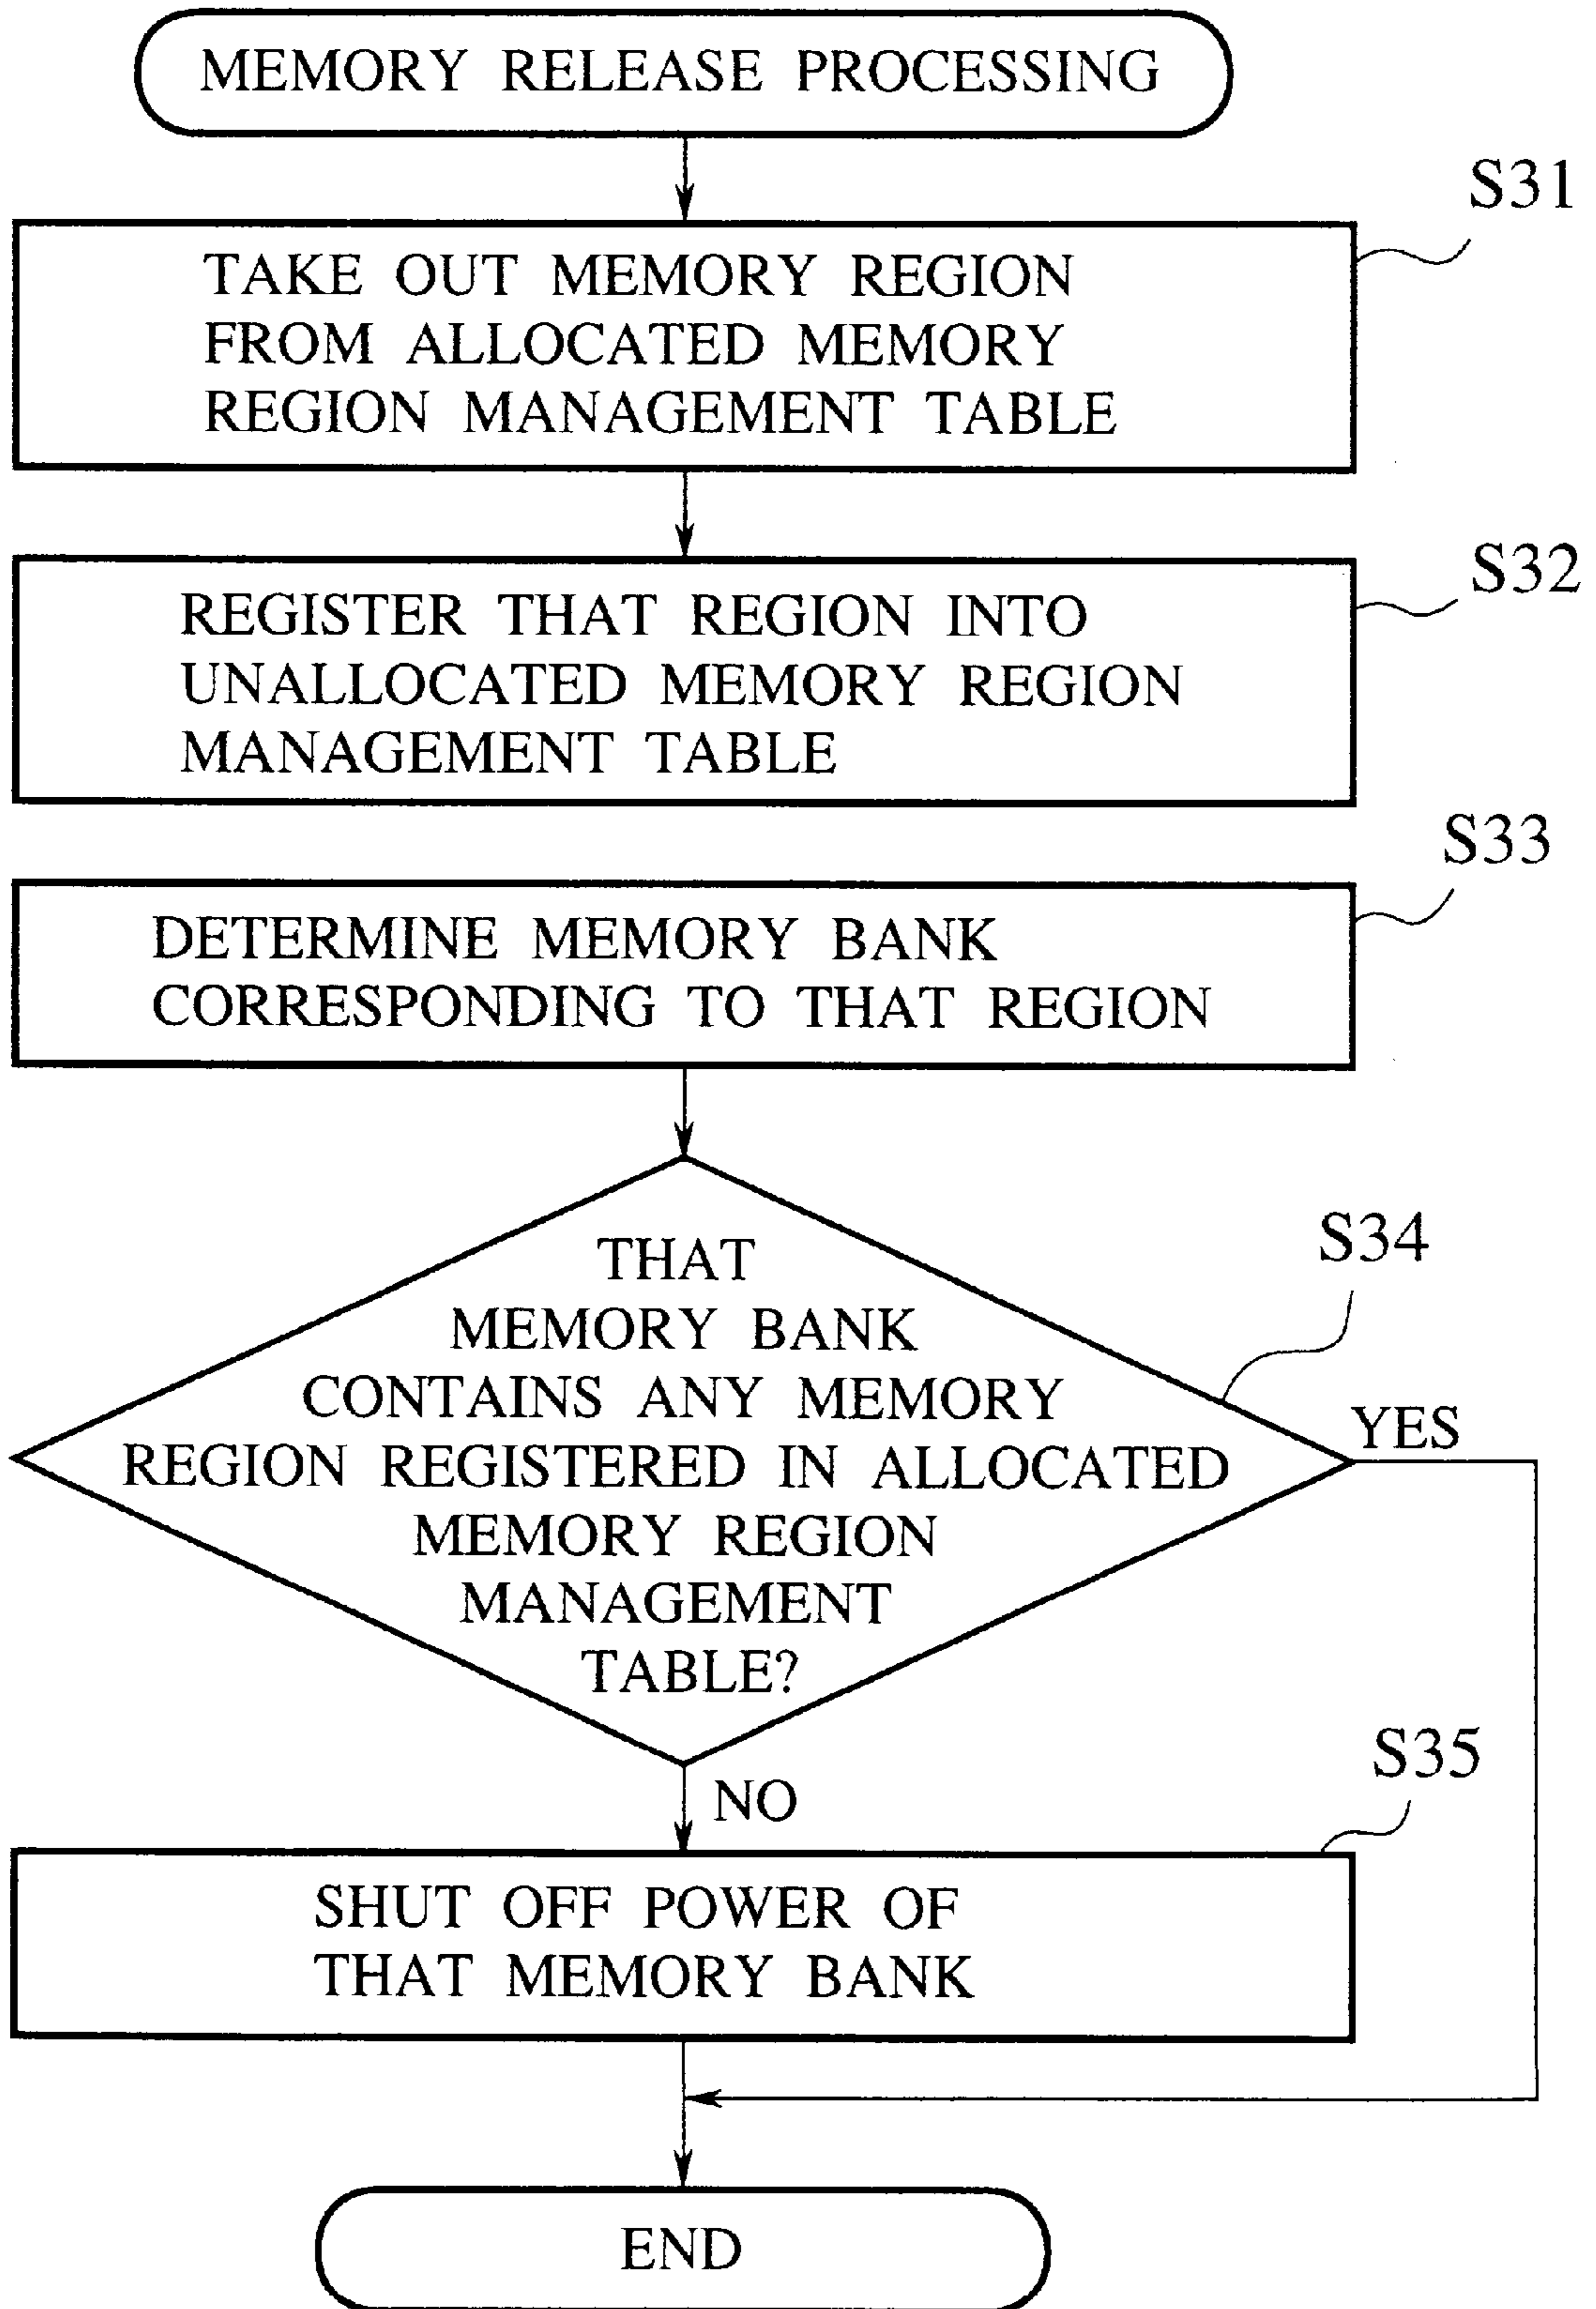 MEMORY RELEASE PROCESSING
S31
TAKE OUT MEMORY REGION
FROM ALLOCATED MEMORY
REGION MANAGEMENT TABLE
S32
REGISTER THAT REGION INTO
UNALLOCATED MEMORY REGION
MANAGEMENT TABLE
S33
DETERMINE MEMORY BANK
CORRESPONDING TO THAT REGION
S34
THAT
MEMORY BANK
CONTAINS ANY MEMORY
REGION REGISTERED IN ALLOCATED
MEMORY REGION
MANAGEMENT
TABLE?
YES
NO
S35
SHUT OFF POWER OF
THAT MEMORY BANK
END